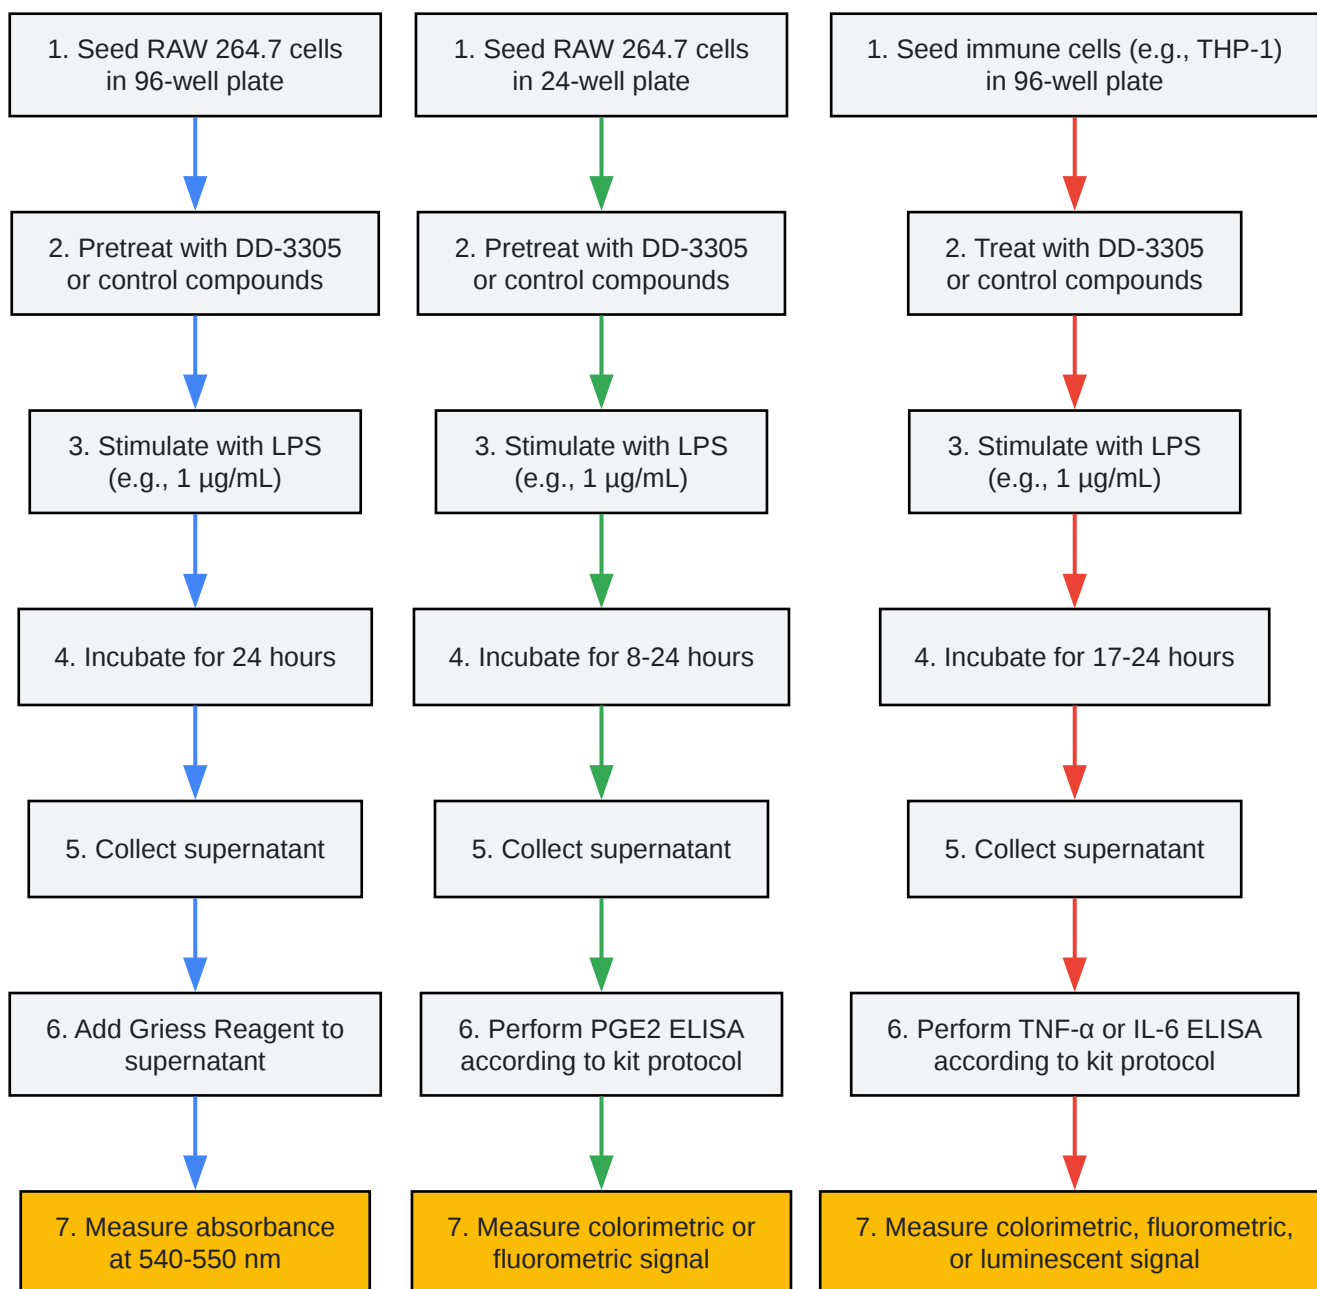 1. Seed RAW 264.7 cells
in 96-well plate
2. Pretreat with DD-3305
or control compounds
3. Stimulate with LPS
(e.g., 1 µg/mL)
4. Incubate for 24 hours
5. Collect supernatant
6. Add Griess Reagent to
supernatant
7. Measure absorbance
at 540-550 nm
1. Seed RAW 264.7 cells
in 24-well plate
2. Pretreat with DD-3305
or control compounds
3. Stimulate with LPS
(e.g., 1 µg/mL)
4. Incubate for 8-24 hours
5. Collect supernatant
6. Perform PGE2 ELISA
according to kit protocol
7. Measure colorimetric or
fluorometric signal
1. Seed immune cells (e.g., THP-1)
in 96-well plate
2. Treat with DD-3305
or control compounds
3. Stimulate with LPS
(e.g., 1 µg/mL)
4. Incubate for 17-24 hours
5. Collect supernatant
6. Perform TNF-α or IL-6 ELISA
according to kit protocol
7. Measure colorimetric, fluorometric,
or luminescent signal